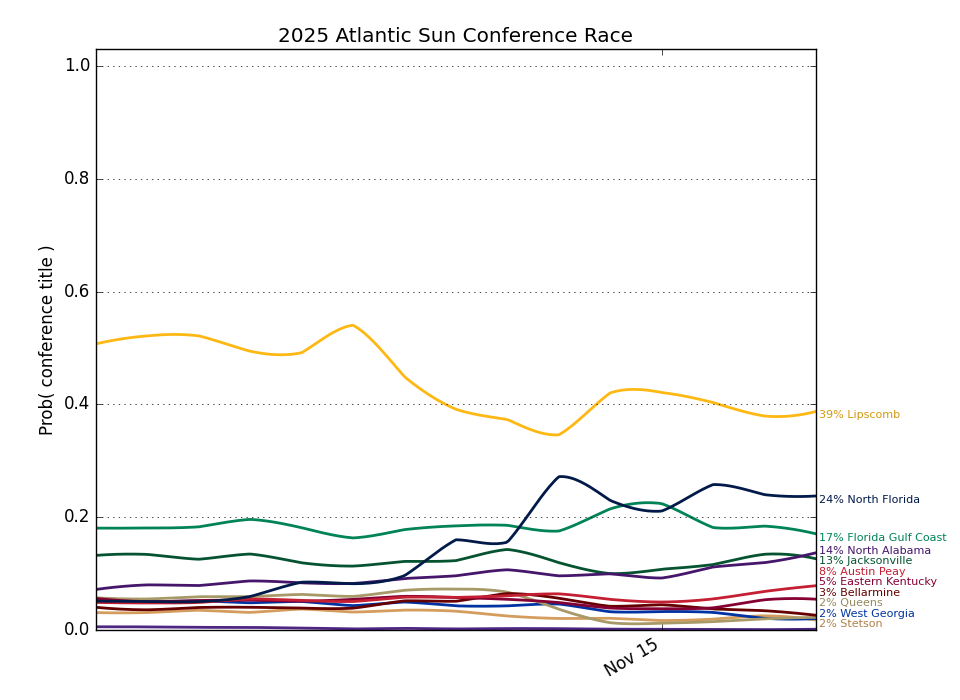 2025 Atlantic Sun Conference Race
1.0
0.8
0.6
0.4
0.2
0.0
Prob( conference title )
Nov 15
39% Lipscomb
24% North Florida
17% Florida Gulf Coast
14% North Alabama
13% Jacksonville
8% Austin Peay
5% Eastern Kentucky
3% Bellarmine
2% Queens
2% West Georgia
2% Stetson